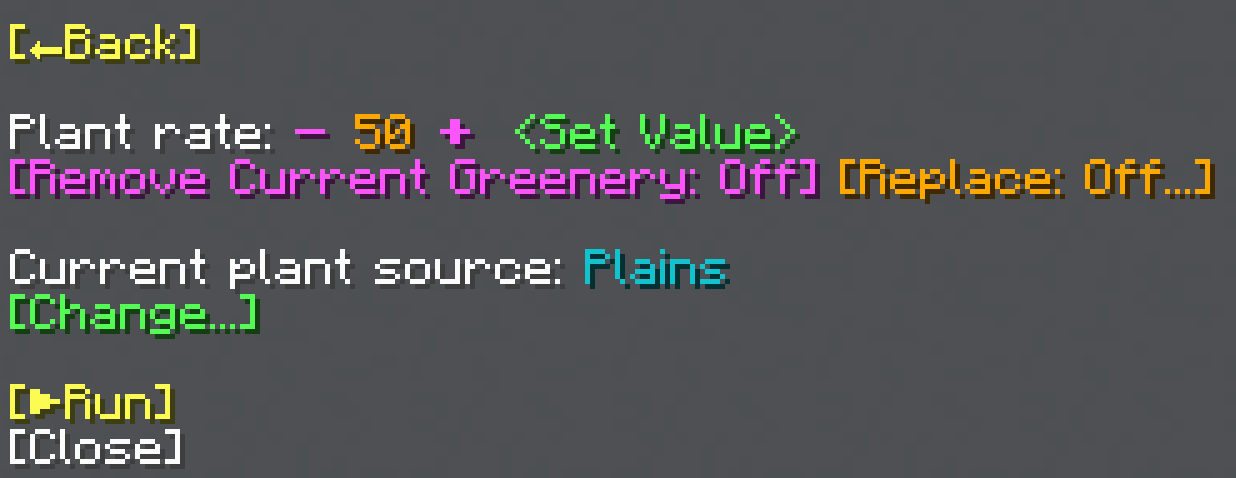 [←Back]
Plant rate: - 50 + <Set Value>
[Remove Current Greenery: Off] [Replace: Off...]
Current plant source: Plains
[Change...]
[►Run]
[Close]